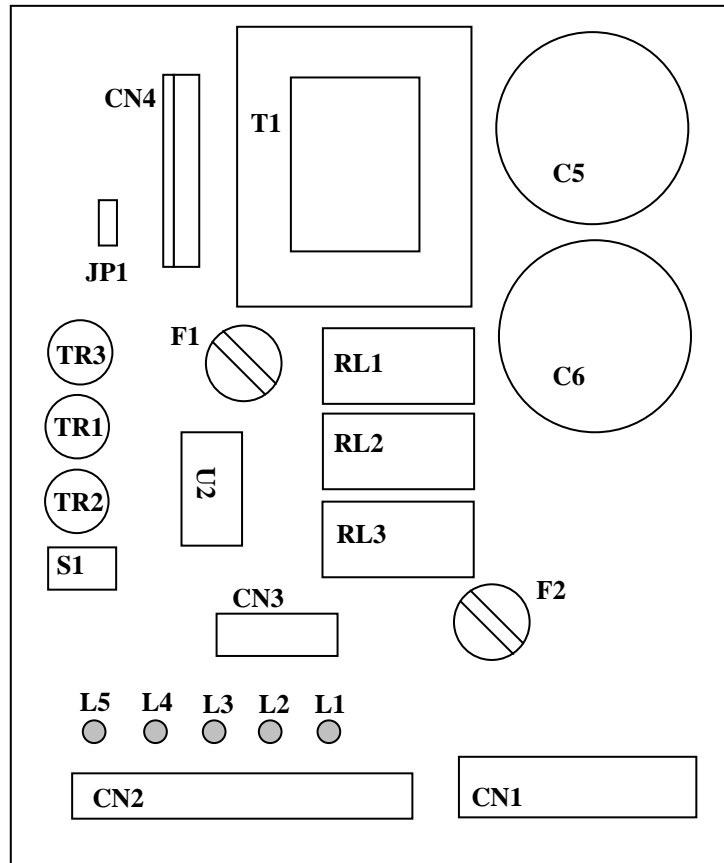 CN4
T1
C5
JP1
F1
TR3
RL1
C6
TR1
RL2
U2
TR2
RL3
S1
CN3
F2
L5 L4 L3 L2 L1
CN2
CN1